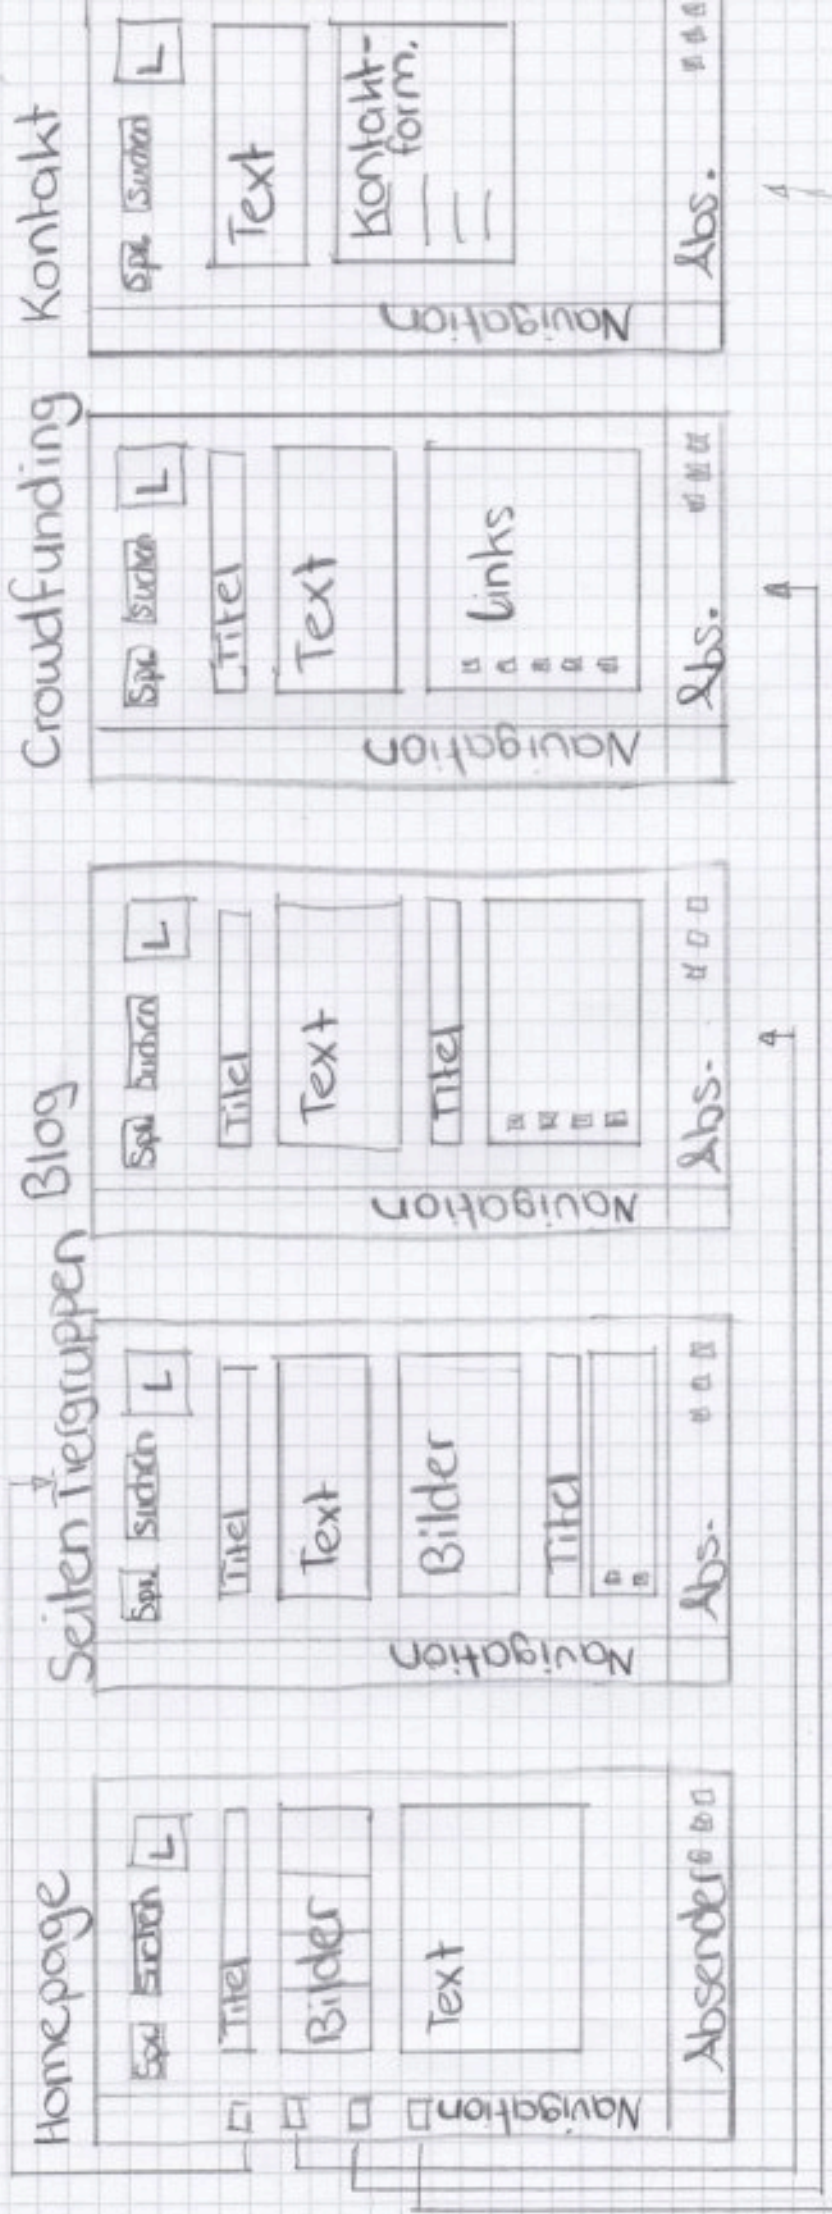 Homepage
Spr. Suchen L
Titel
Bilder
Text
Navigation
Absender
Seiten Tiergruppen
Spr. Suchen L
Titel
Text
Bilder
Titel
Navigation
Abs.
Blog
Spr. Suchen L
Titel
Text
Titel
Navigation
Abs.
Crowdfunding
Spr. Suchen L
Titel
Text
Links
Navigation
Abs.
Kontakt
Spr. Suchen L
Text
Kontakt-
form.
Navigation
Abs.